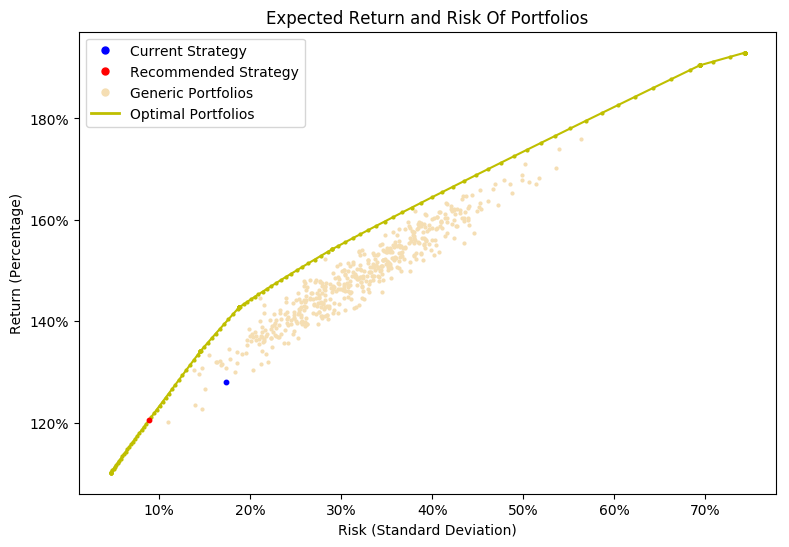 Expected Return and Risk Of Portfolios
Current Strategy
Recommended Strategy
Generic Portfolios
Optimal Portfolios
180%
160%
140%
120%
Return (Percentage)
10% 20% 30% 40% 50% 60% 70%
Risk (Standard Deviation)